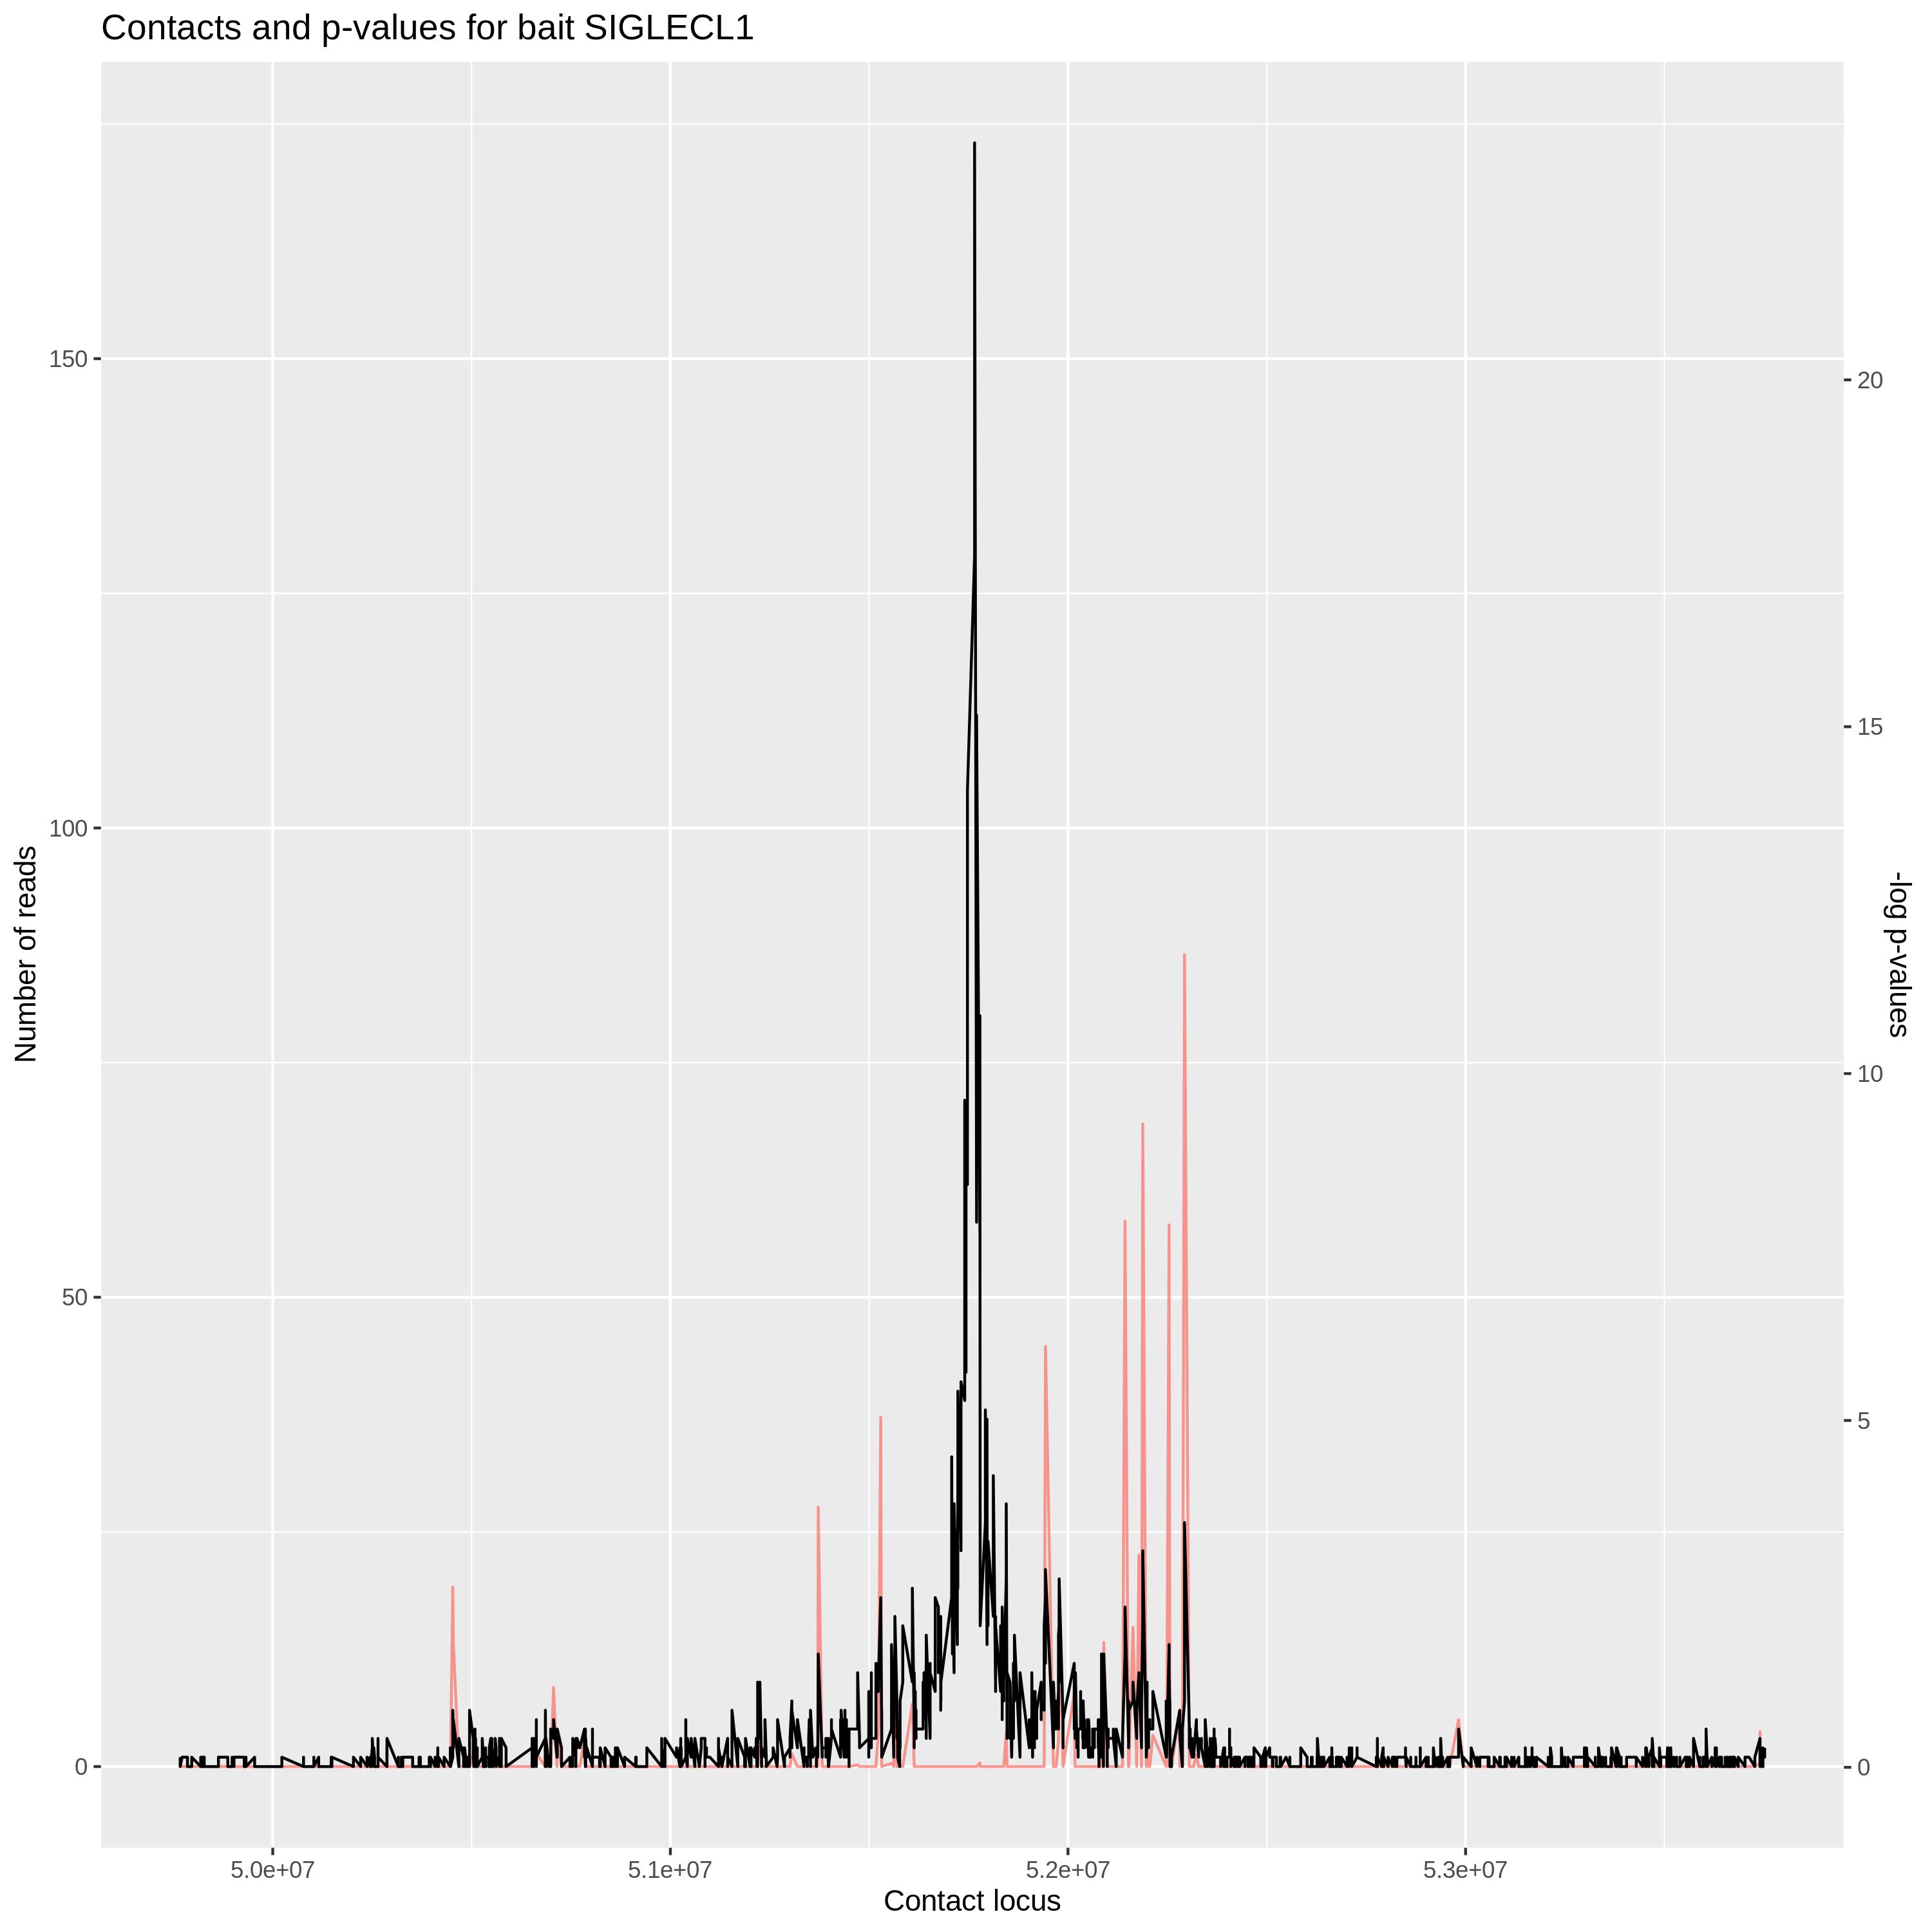 Contacts and p-values for bait SIGLECL1
150
100
50
0
20
15
10
5
0
Number of reads
-log p-values
5.0e+07
5.1e+07
5.2e+07
5.3e+07
Contact locus